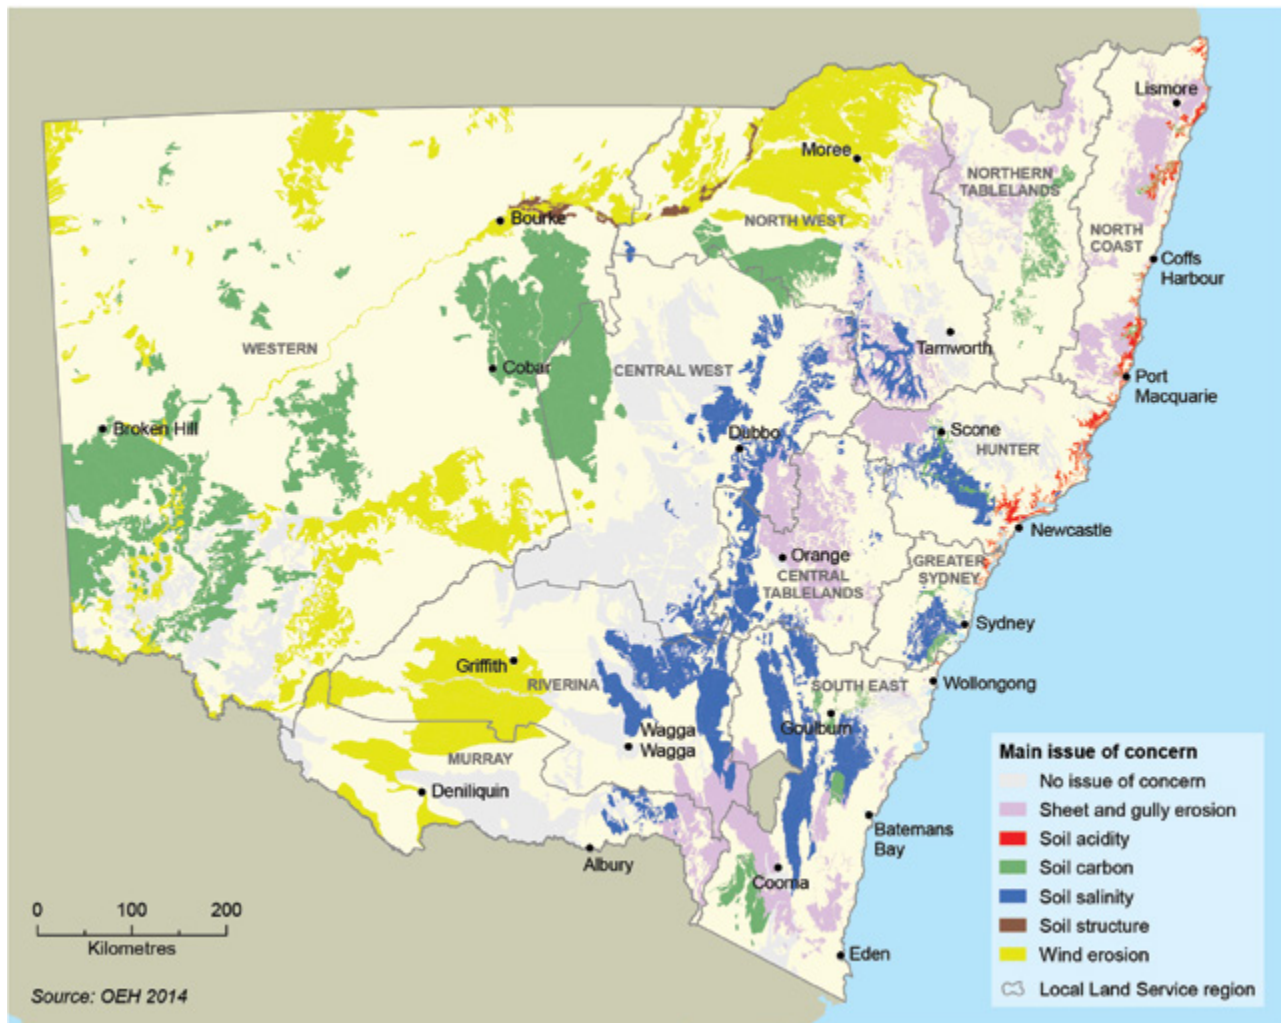 Lismore
Moree
NORTHERN
TABLELANDS
Bourke
NORTH WEST
NORTH
COAST
Coffs
Harbour
WESTERN
Tamworth
Cobar
CENTRAL WEST
Port
Macquarie
Broken Hill
Dubbo
Scone
HUNTER
Newcastle
Orange
CENTRAL
TABLELANDS
GREATER
SYDNEY
Sydney
Griffith
RIVERINA
SOUTH EAST
Wollongong
Goulburn
Wagga
Wagga
MURRAY
Deniliquin
Batemans
Bay
Albury
Cooma
Eden
Main issue of concern
No issue of concern
Sheet and gully erosion
Soil acidity
Soil carbon
Soil salinity
Soil structure
Wind erosion
Local Land Service region
0 100 200
Kilometres
Source: OEH 2014